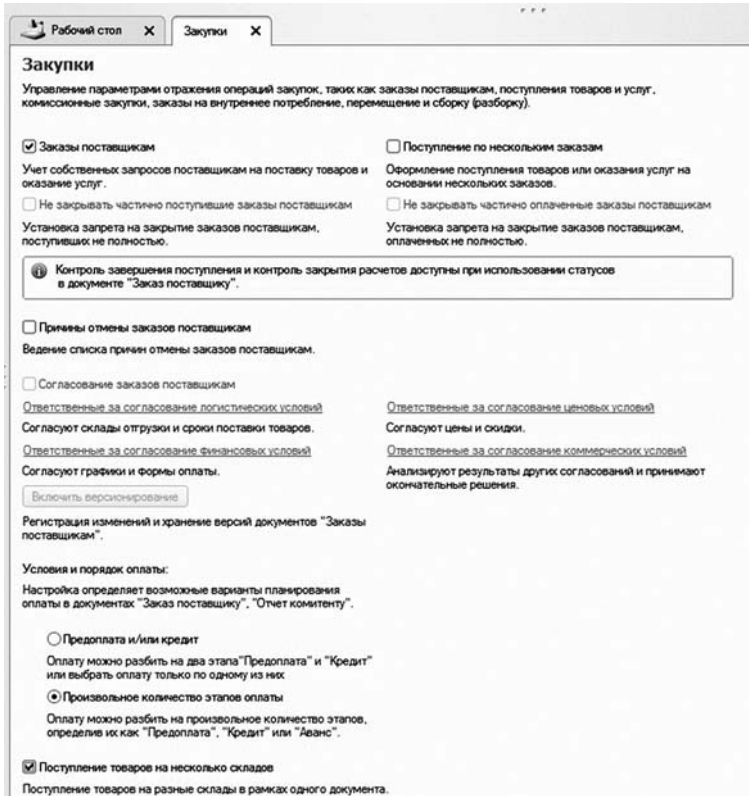 Рабочий стол
Закупки
Закупки
Управление параметрами отражения операций закупок, таких как заказы поставщикам, поступления товаров и услуг,
комиссионные закупки, заказы на внутреннее потребление, перемещение и сборку (разборку).
Заказы поставщикам
Учет собственных запросов поставщикам на поставку товаров и
оказание услуг.
Не закрывать частично поступившие заказы поставщикам
Установка запрета на закрытие заказов поставщикам,
поступивших не полностью.
Поступление по нескольким заказам
Оформление поступления товаров или оказания услуг на
основании нескольких заказов.
Не закрывать частично оплаченные заказы поставщикам
Установка запрета на закрытие заказов поставщикам,
оплаченных не полностью.
Контроль завершения поступления и контроль закрытия расчетов доступны при использовании статусов
в документе "Заказ поставщику".
Причины отмены заказов поставщикам
Ведение списка причин отмены заказов поставщикам.
Согласование заказов поставщикам
Ответственные за согласование логистических условий
Согласуют склады отгрузки и сроки поставки товаров.
Ответственные за согласование финансовых условий
Согласуют графики и формы оплаты.
Ответственные за согласование ценовых условий
Согласуют цены и скидки.
Ответственные за согласование коммерческих условий
Анализируют результаты других согласований и принимают
окончательные решения.
Включить версионирование
Регистрация изменений и хранение версий документов "Заказы
поставщикам".
Условия и порядок оплаты:
Настройка определяет возможные варианты планирования
оплаты в документах "Заказ поставщику", "Отчет комитенту".
Предоплата и/или кредит
Оплату можно разбить на два этапа"Предоплата" и "Кредит"
или выбрать оплату только по одному из них
Произвольное количество этапов оплаты
Оплату можно разбить на произвольное количество этапов,
определив их как "Предоплата", "Кредит" или "Аванс".
Поступление товаров на несколько складов
Поступление товаров на разные склады в рамках одного документа.